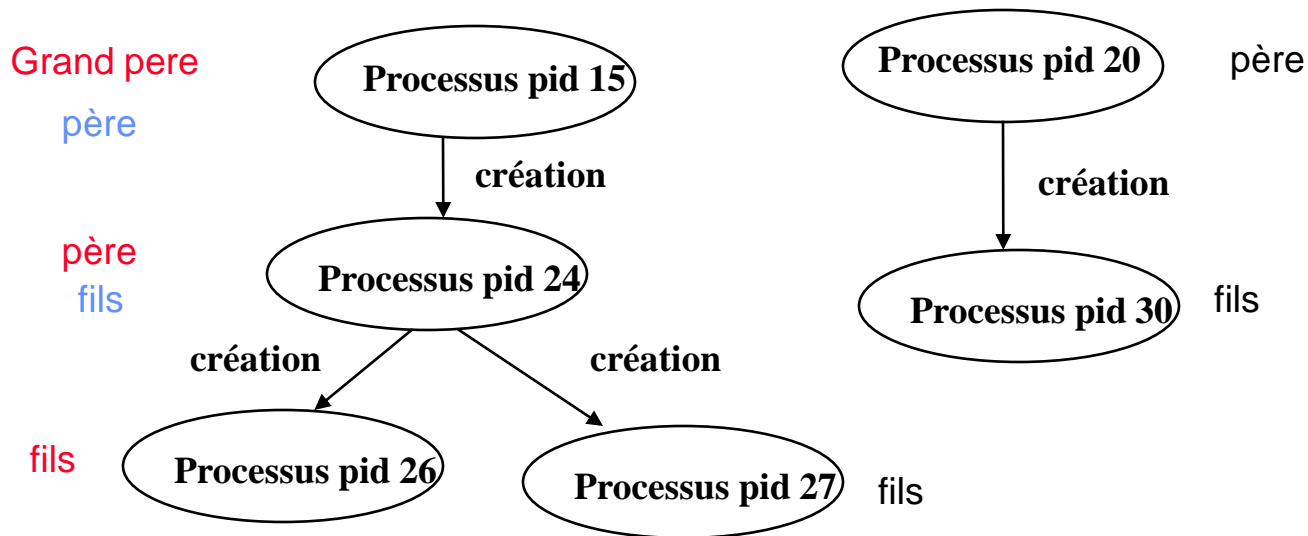 Grand pere
père
Processus pid 15
Processus pid 20
père
création
création
père
fils
Processus pid 24
Processus pid 30
fils
création
création
fils
Processus pid 26
Processus pid 27
fils